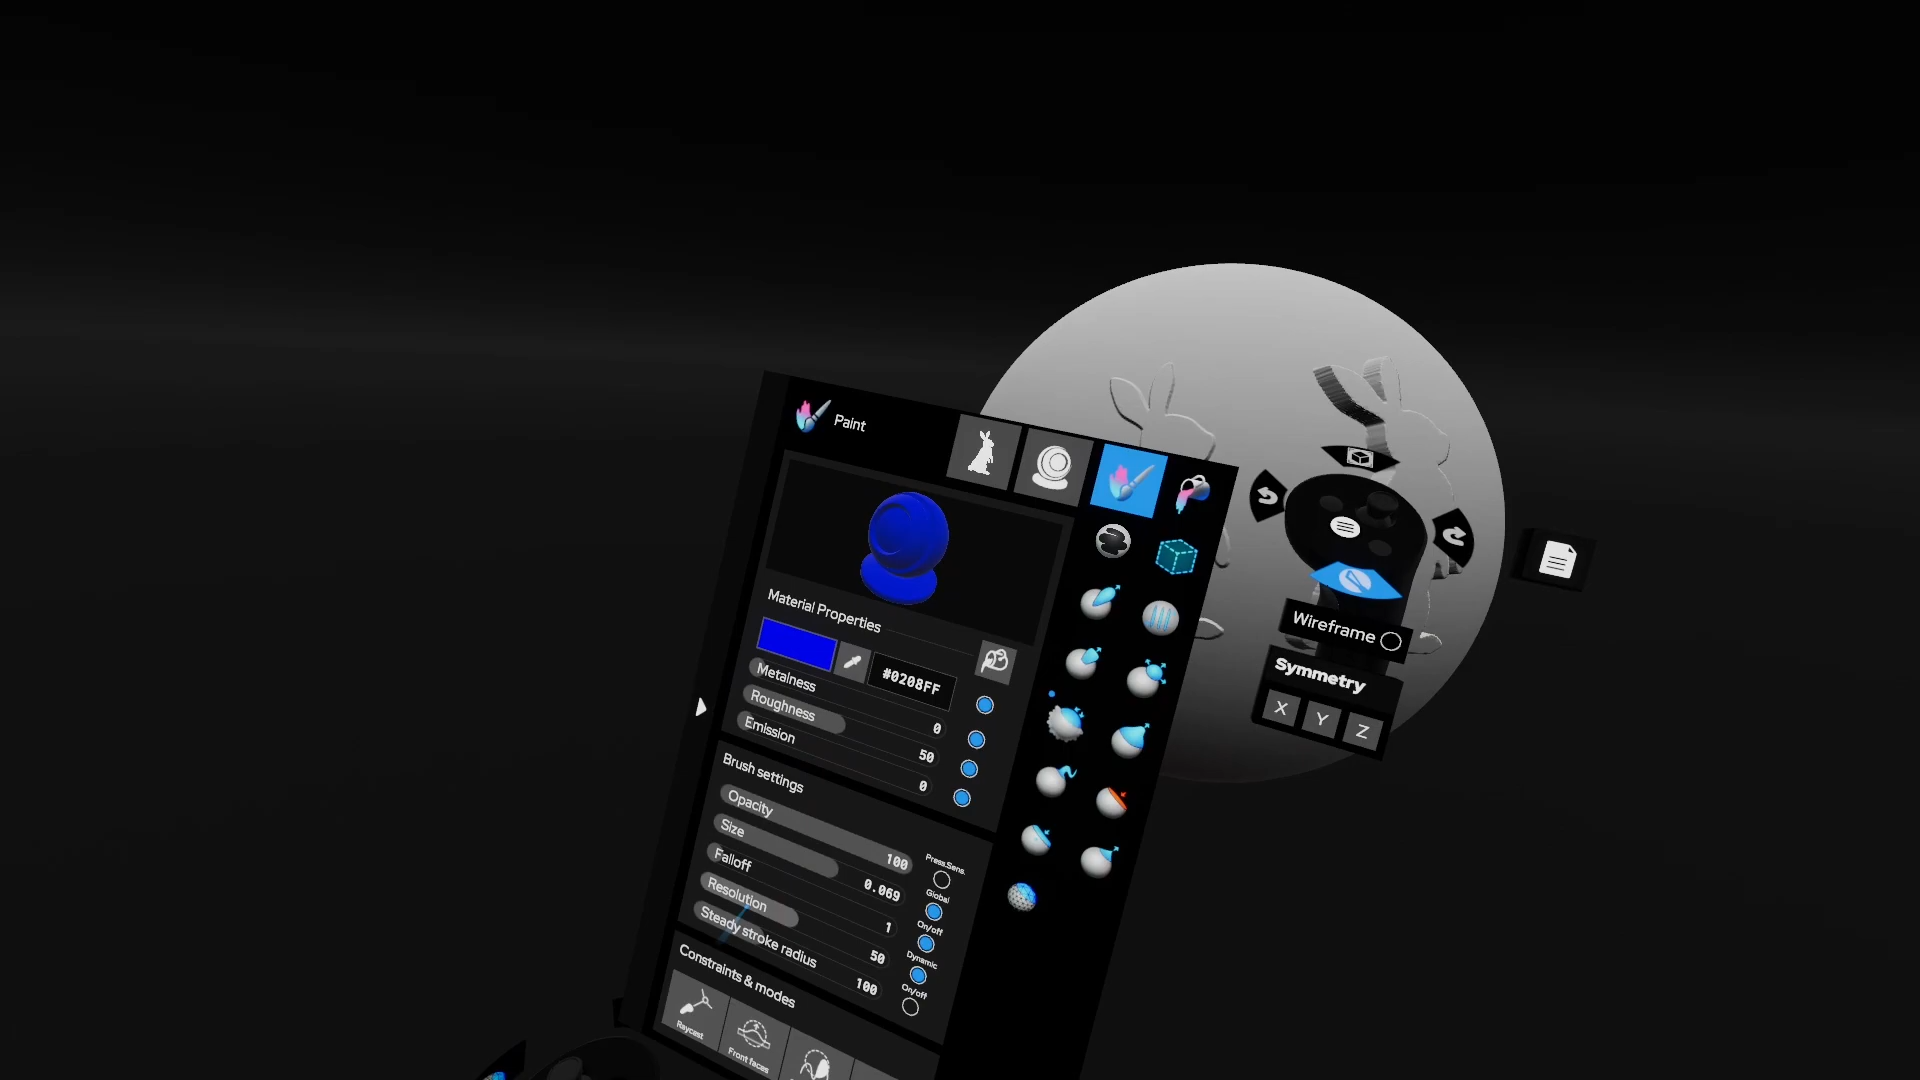 Paint
Material Properties
#0208FF
Metalness 0
Roughness 50
Emission 0
Brush settings
Opacity 100
Press.Sens.
Size 0.069
Global
Falloff 1
On/off
Resolution 50
Dynamic
Steady stroke radius 100
On/off
Constraints & modes
Raycast
Front faces
Wireframe
Symmetry
X Y Z